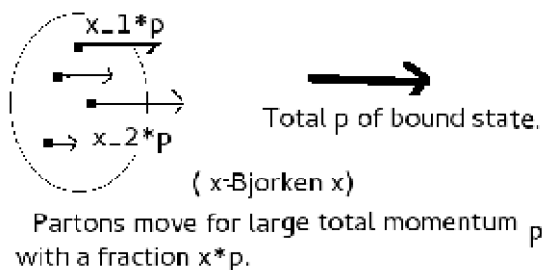 x_1*p
Total p of bound state.
x_2*p
( x-Bjorken x)
Partons move for large total momentum p
with a fraction x*p.